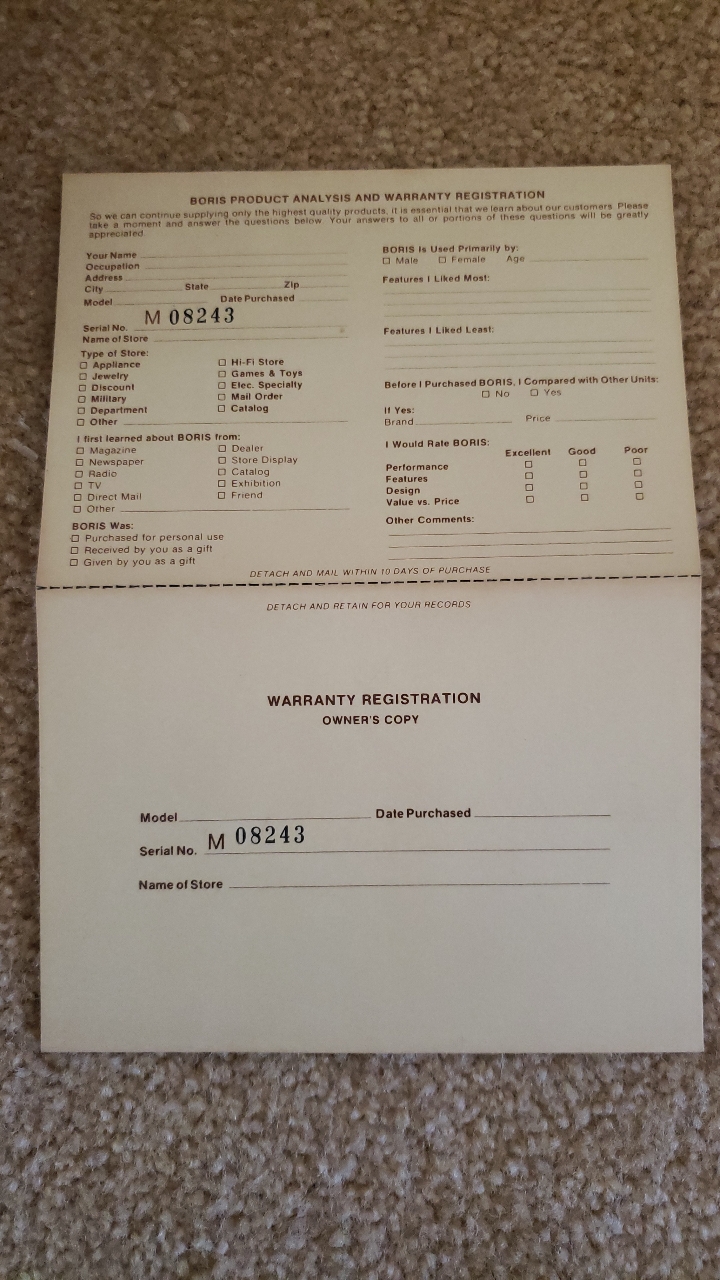 BORIS PRODUCT ANALYSIS AND WARRANTY REGISTRATION
So we can continue supplying only the highest quality products, it is essential that we learn about our customers. Please
take a moment and answer the questions below. Your answers to all or portions of these questions will be greatly
appreciated.
Your Name
Occupation
Address
City State Zip
Model Date Purchased
M 08243
Serial No.
Name of Store
Type of Store:
☐ Appliance ☐ Hi-Fi Store
☐ Jewelry ☐ Games & Toys
☐ Discount ☐ Elec. Specialty
☐ Military ☐ Mail Order
☐ Department ☐ Catalog
☐ Other
I first learned about BORIS from:
☐ Magazine ☐ Dealer
☐ Newspaper ☐ Store Display
☐ Radio ☐ Catalog
☐ TV ☐ Exhibition
☐ Direct Mail ☐ Friend
☐ Other
BORIS Was:
☐ Purchased for personal use
☐ Received by you as a gift
☐ Given by you as a gift
BORIS Is Used Primarily by:
☐ Male ☐ Female Age
Features I Liked Most:
Features I Liked Least:
Before I Purchased BORIS, I Compared with Other Units:
☐ No ☐ Yes
If Yes:
Brand Price
I Would Rate BORIS:
Excellent Good Poor
Performance ☐ ☐ ☐
Features ☐ ☐ ☐
Design ☐ ☐ ☐
Value vs. Price ☐ ☐ ☐
Other Comments:
DETACH AND MAIL WITHIN 10 DAYS OF PURCHASE
DETACH AND RETAIN FOR YOUR RECORDS
WARRANTY REGISTRATION
OWNER'S COPY
Model Date Purchased
Serial No. M 08243
Name of Store